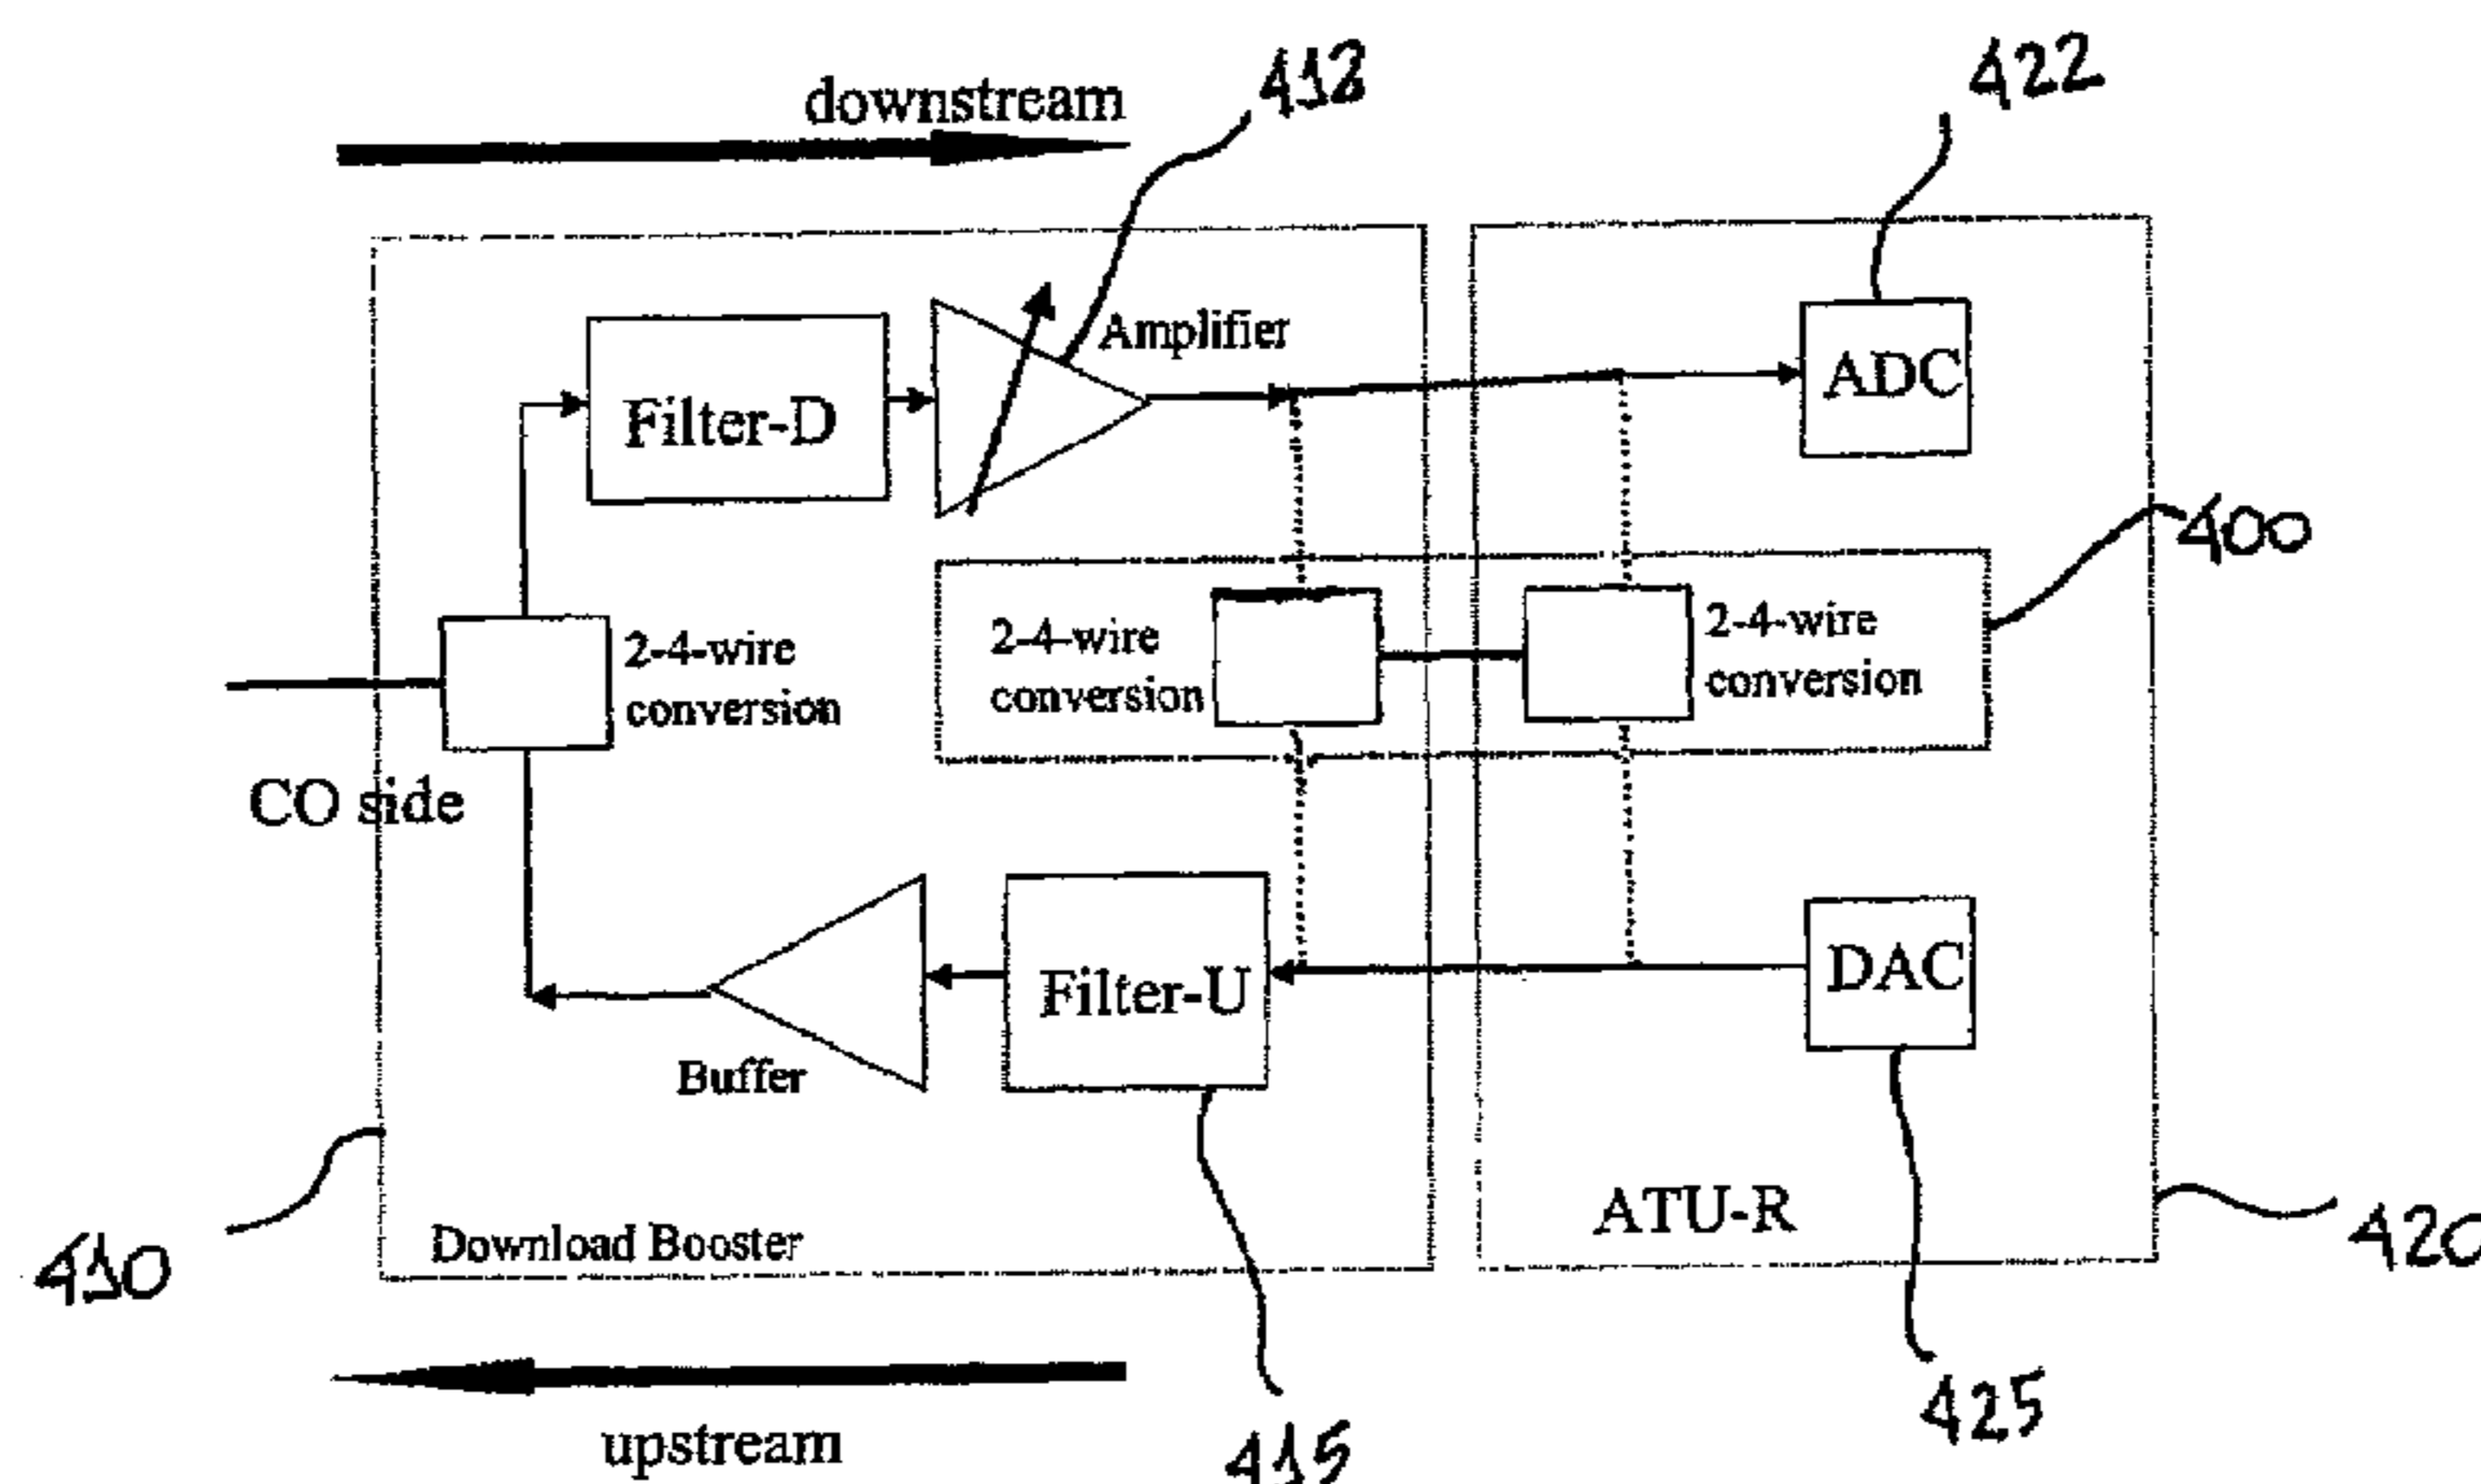 downstream
412
422
Amplifier
Filter-D
ADC
400
2-4-wire
conversion
2-4-wire
conversion
2-4-wire
conversion
CO side
Filter-U
DAC
Buffer
ATU-R
Download Booster
410
420
upstream
415
425